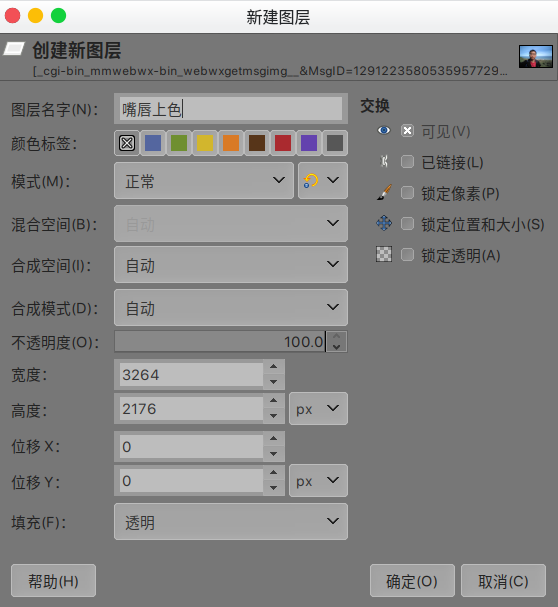 新建图层
创建新图层
[_cgi-bin_mmwebwx-bin_webwxgetmsgimg__&MsgID=1291223580535957729...
图层名字(N)： 嘴唇上色
颜色标签：
模式(M)： 正常
混合空间(B)： 自动
合成空间(I)： 自动
合成模式(D)： 自动
不透明度(O)： 100.0
宽度： 3264
高度： 2176 px
位移 X： 0
位移 Y： 0 px
填充(F)： 透明
交换
可见(V)
已链接(L)
锁定像素(P)
锁定位置和大小(S)
锁定透明(A)
帮助(H) 确定(O) 取消(C)